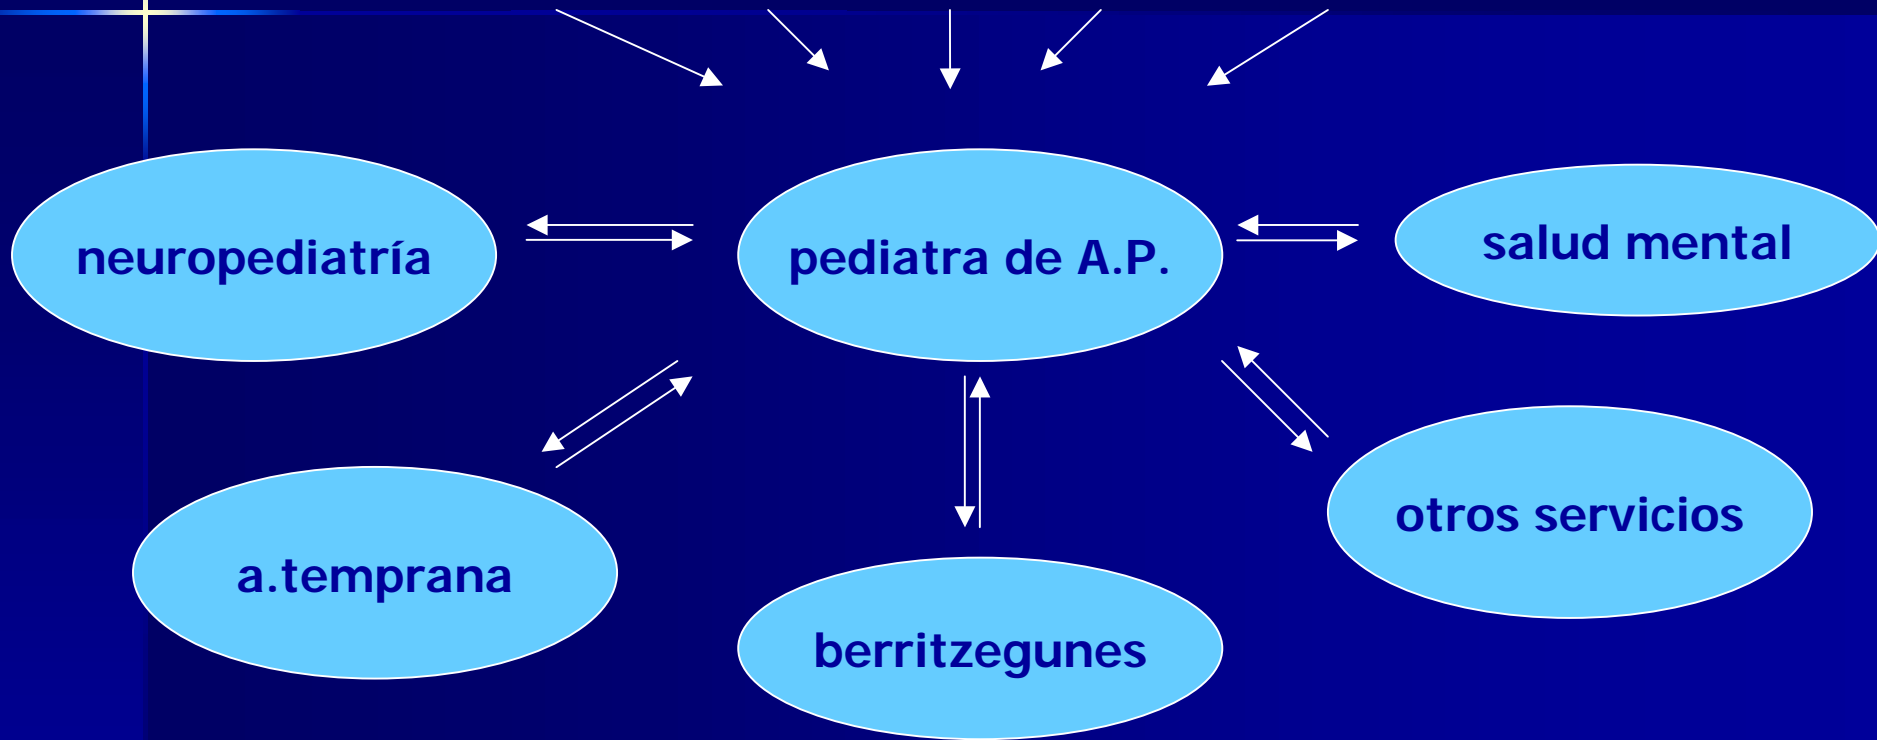 neuropediatría
pediatra de A.P.
salud mental
otros servicios
a.temprana
berritzegunes